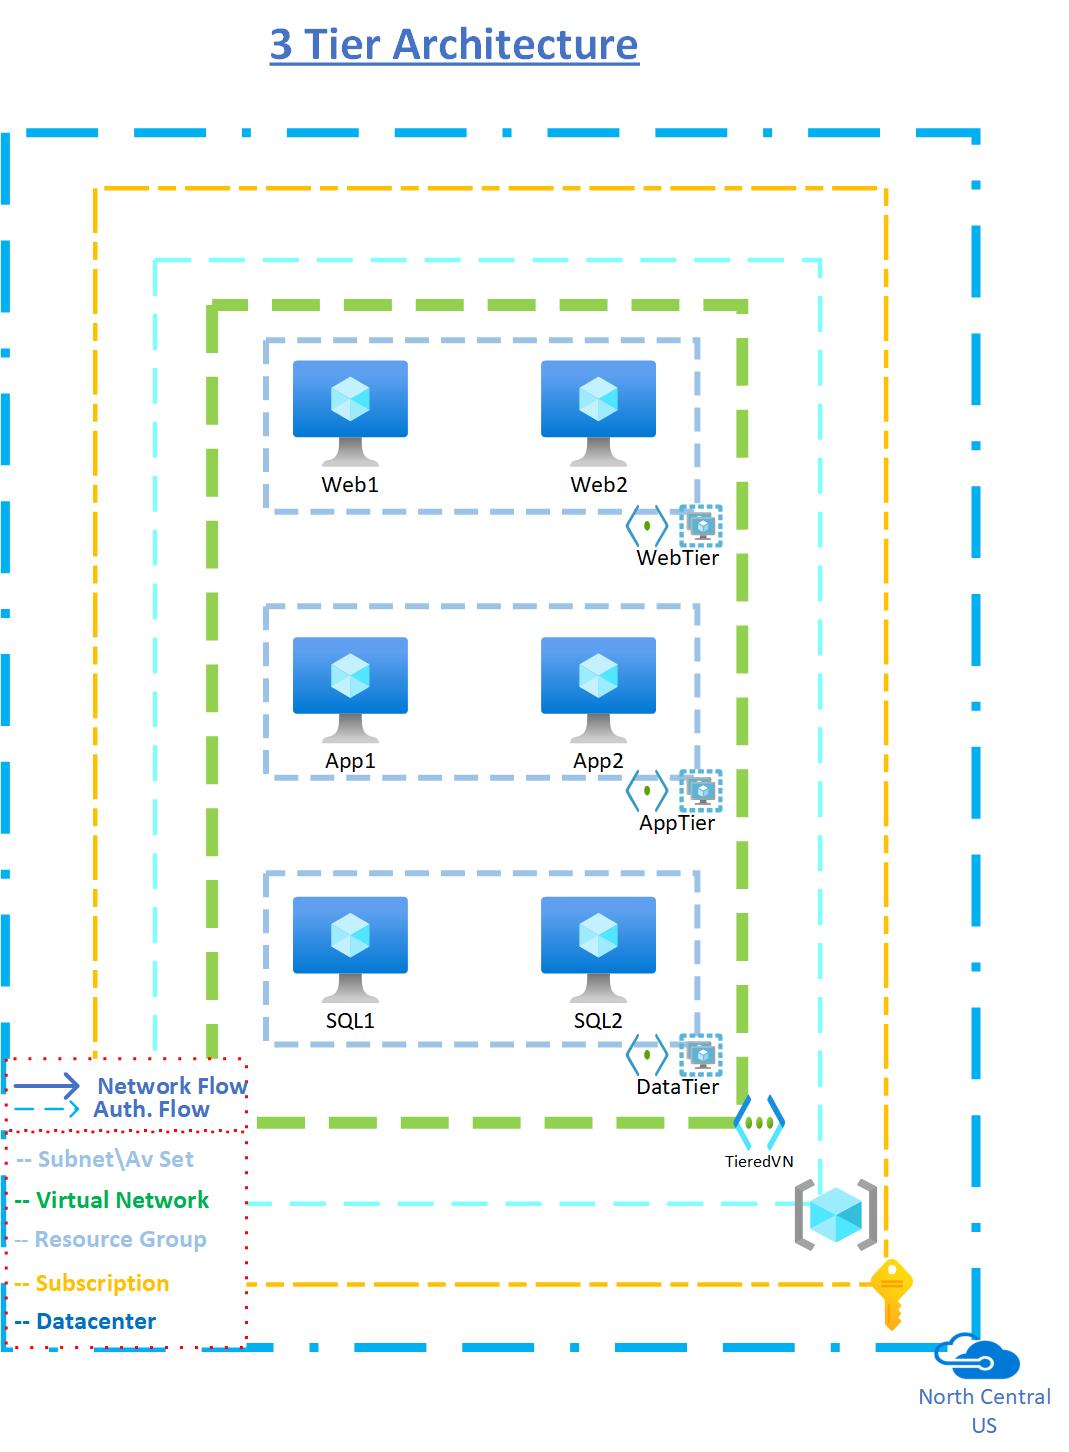 3 Tier Architecture
Web1
Web2
WebTier
App1
App2
AppTier
SQL1
SQL2
DataTier
Network Flow
Auth. Flow
-- Subnet\Av Set
-- Virtual Network
-- Resource Group
-- Subscription
-- Datacenter
TieredVN
North Central
US